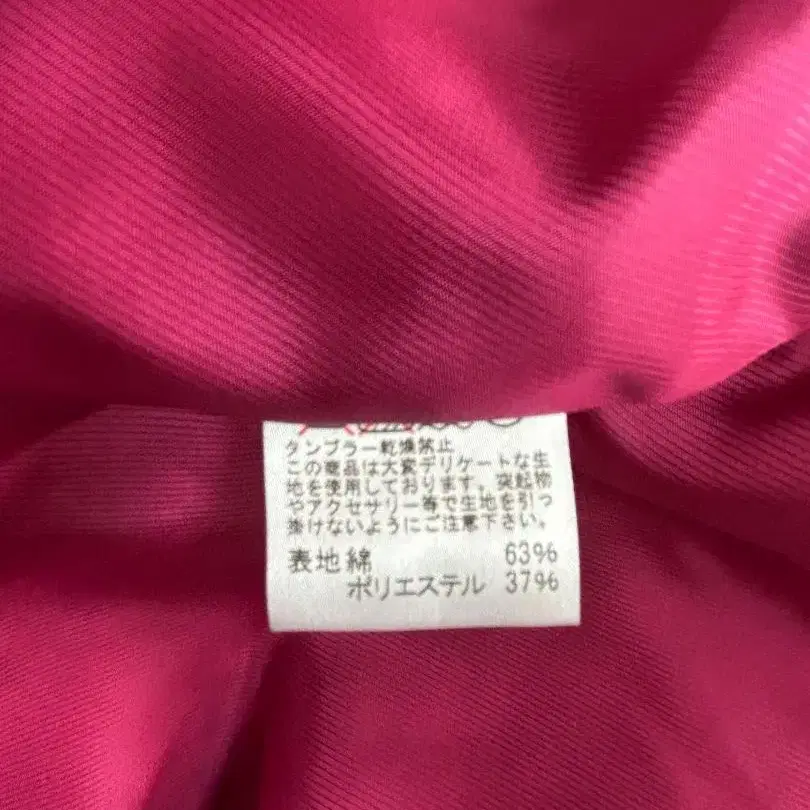 タンブラー乾燥禁止
この商品は大変デリケートな生
地を使用しております。突起物
やアクセサリー等で生地を引っ
掛けないようにご注意下さい。
表地綿 63%
ポリエステル 37%